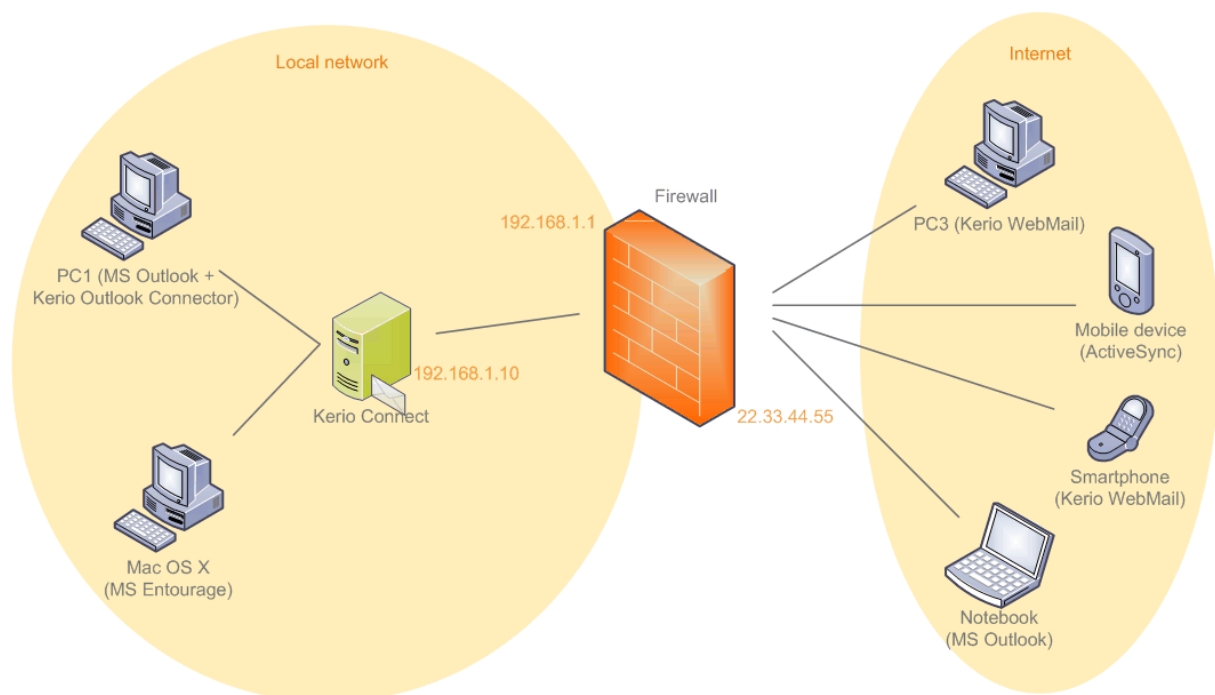 Local network
Internet
PC1 (MS Outlook +
Kerio Outlook Connector)
Kerio Connect
192.168.1.10
Mac OS X
(MS Entourage)
Firewall
192.168.1.1
22.33.44.55
PC3 (Kerio WebMail)
Mobile device
(ActiveSync)
Smartphone
(Kerio WebMail)
Notebook
(MS Outlook)